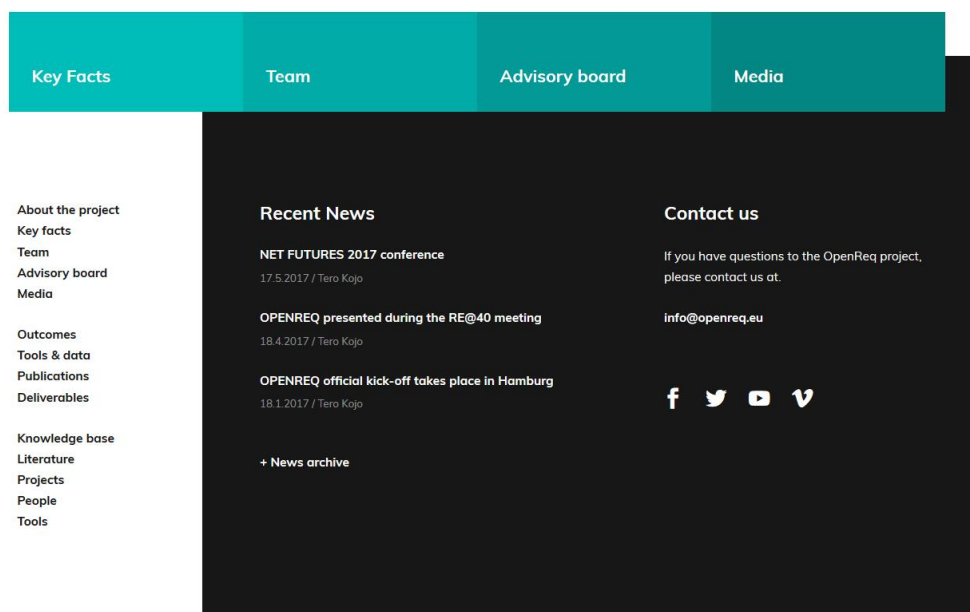 Key Facts
Team
Advisory board
Media
About the project
Key facts
Team
Advisory board
Media
Outcomes
Tools & data
Publications
Deliverables
Knowledge base
Literature
Projects
People
Tools
Recent News
NET FUTURES 2017 conference
17.5.2017 / Tero Kojo
OPENREQ presented during the RE@40 meeting
18.4.2017 / Tero Kojo
OPENREQ official kick-off takes place in Hamburg
18.1.2017 / Tero Kojo
+ News archive
Contact us
If you have questions to the OpenReq project,
please contact us at.
info@openreq.eu